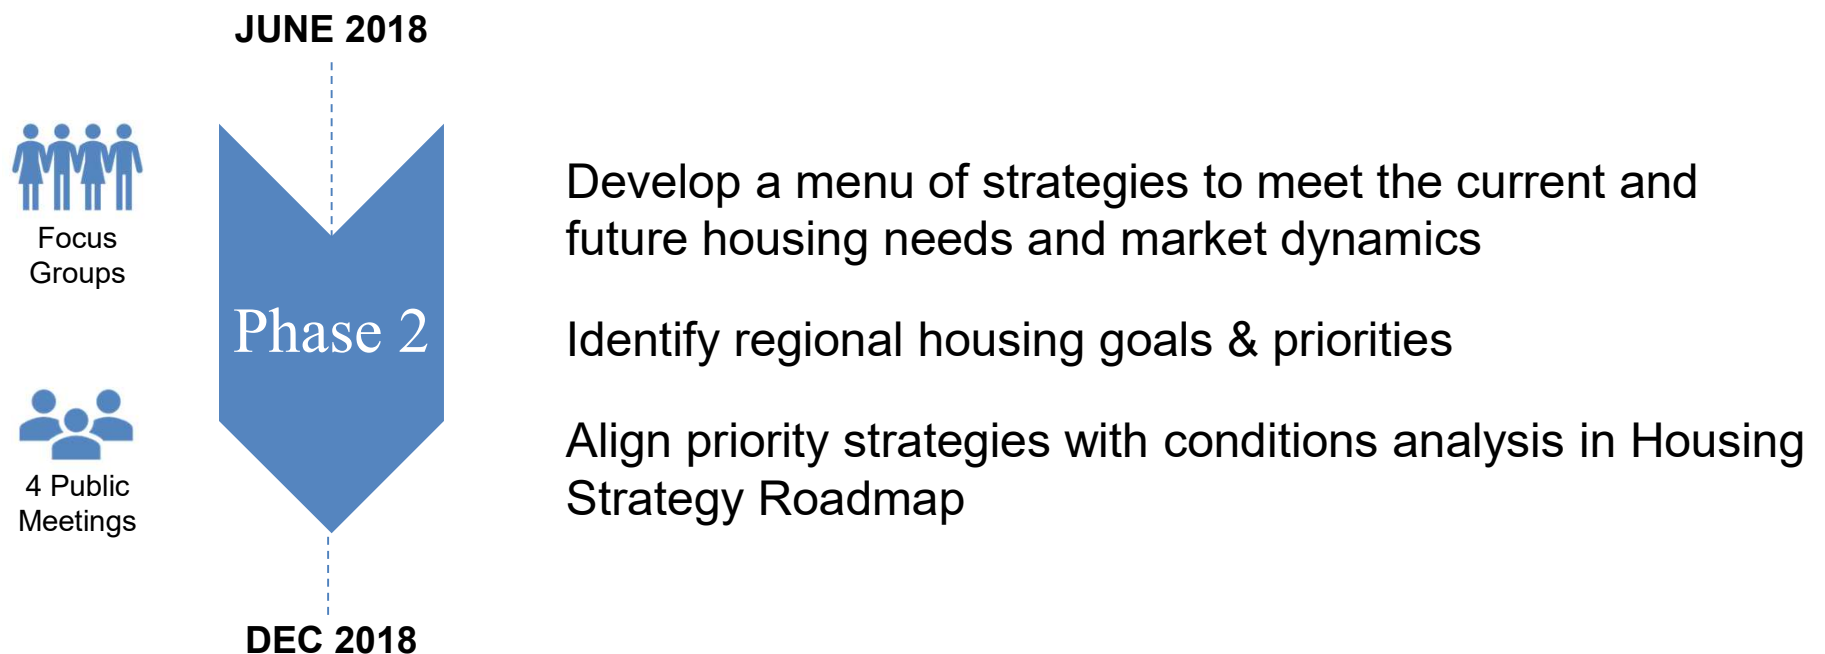 JUNE 2018
Focus
Groups
Phase 2
4 Public
Meetings
DEC 2018
Develop a menu of strategies to meet the current and
future housing needs and market dynamics
Identify regional housing goals & priorities
Align priority strategies with conditions analysis in Housing
Strategy Roadmap